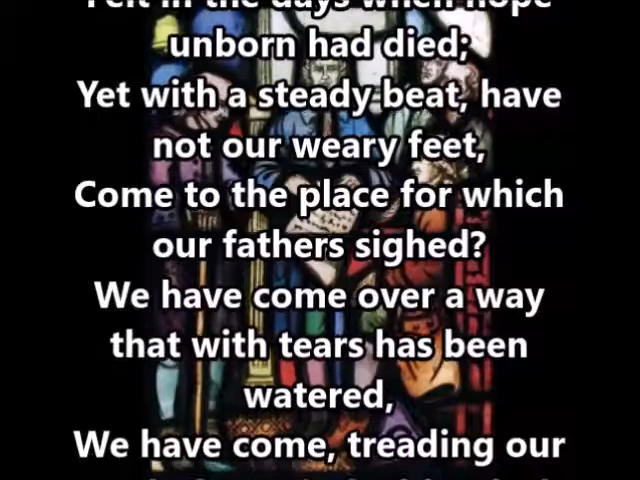 Felt in the days when hope
unborn had died;
Yet with a steady beat, have
not our weary feet,
Come to the place for which
our fathers sighed?
We have come over a way
that with tears has been
watered,
We have come, treading our